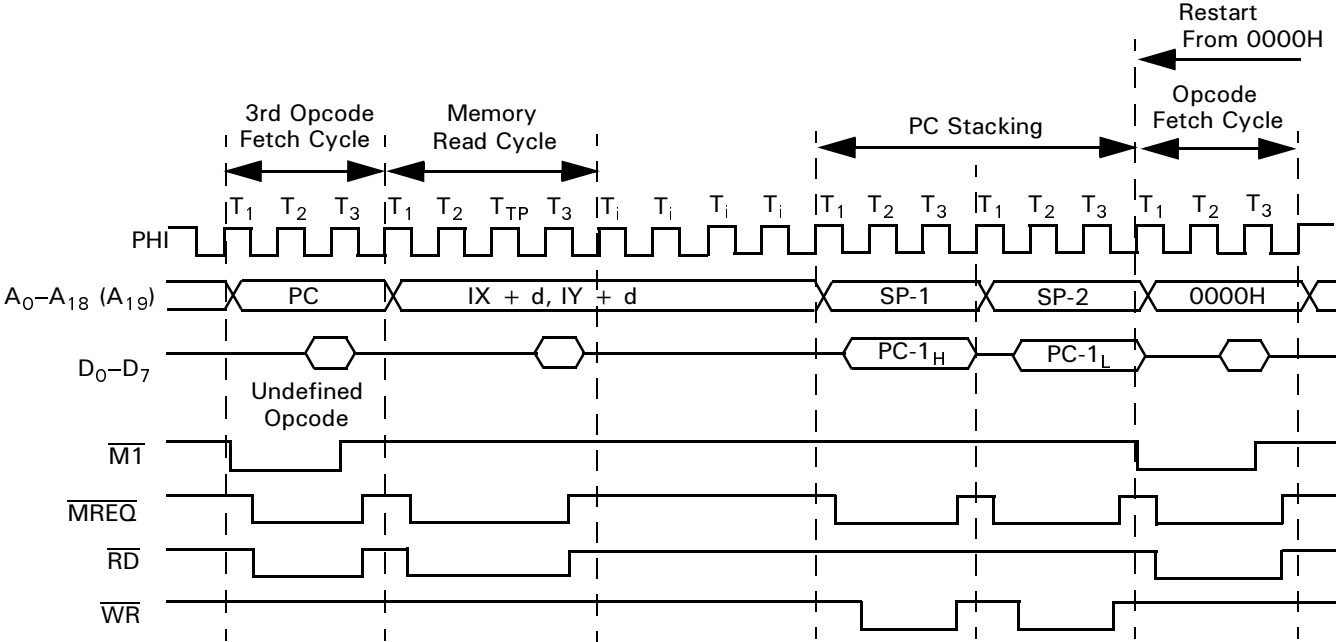 Restart
From 0000H
3rd Opcode
Fetch Cycle
Memory
Read Cycle
PC Stacking
Opcode
Fetch Cycle
T1 T2 T3 T1 T2 TTP T3 Ti Ti Ti Ti T1 T2 T3 T1 T2 T3 T1 T2 T3
PHI
A0–A18 (A19) PC IX + d, IY + d SP-1 SP-2 0000H
D0–D7 PC-1H PC-1L
Undefined
Opcode
M1
MREQ
RD
WR